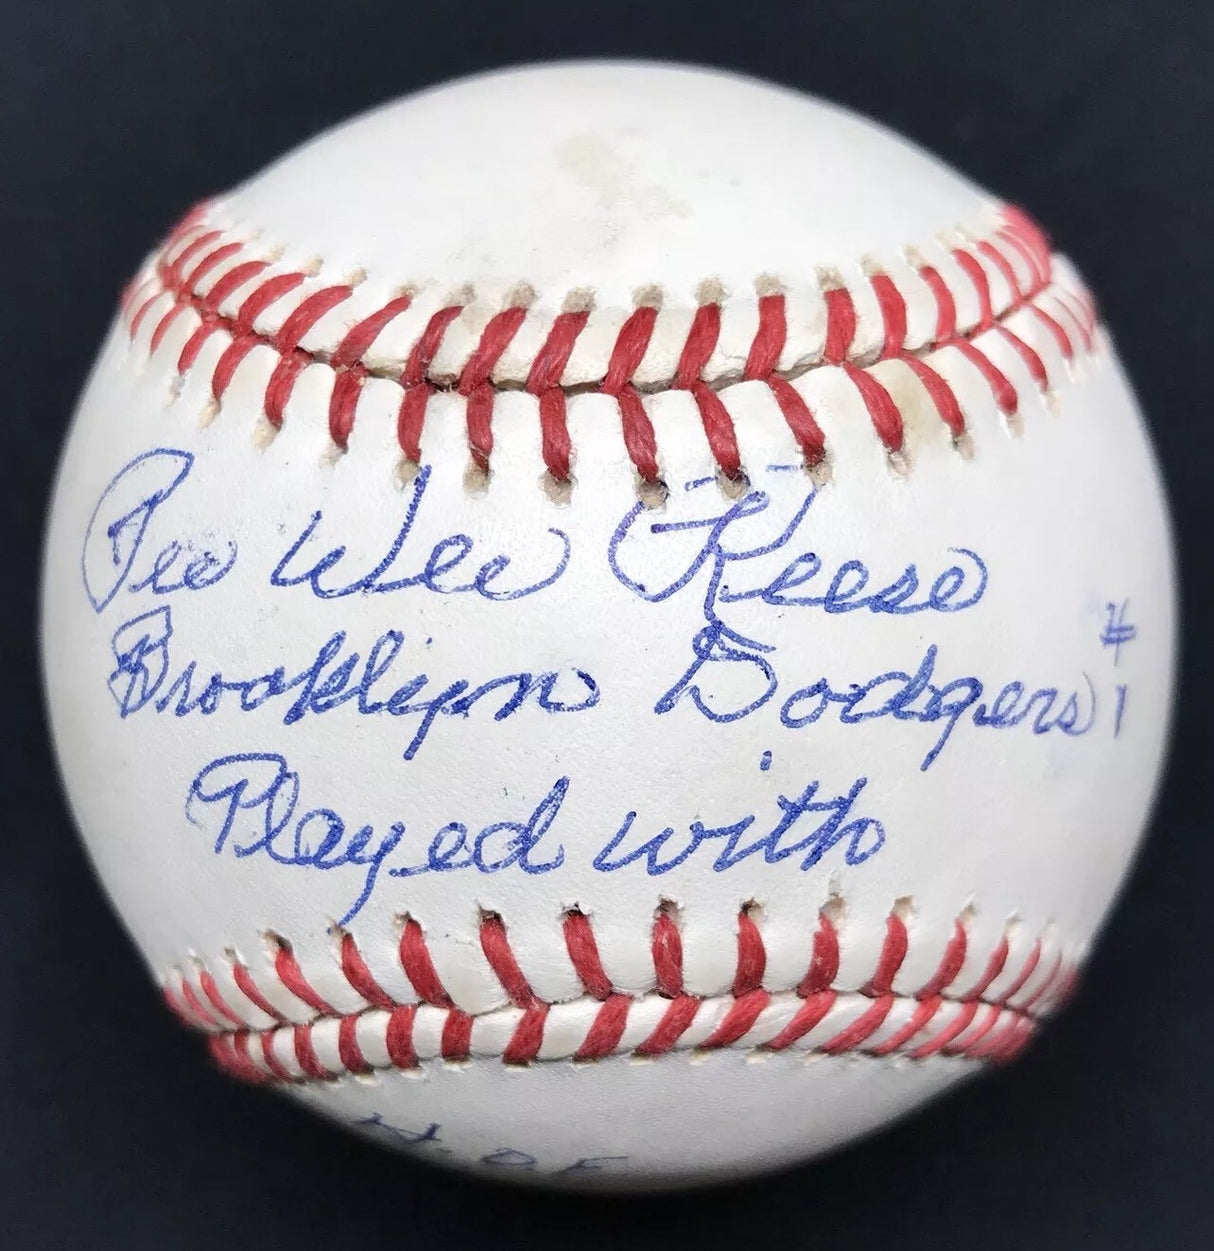 Pee Wee Reese
Brooklyn Dodgers #1
Played with
H.O.F